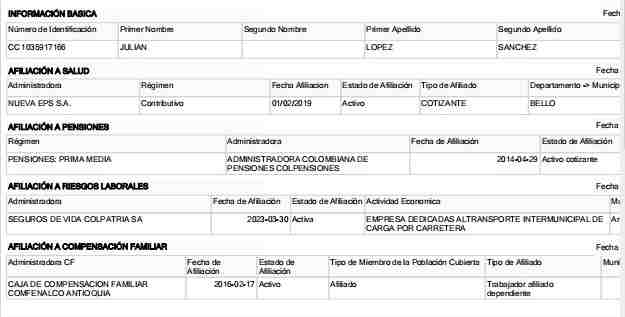 INFORMACIÓN BASICA Fech
Número de Identificación Primer Nombre Segundo Nombre Primer Apellido Segundo Apellido
CC 1035917166 JULIAN LOPEZ SANCHEZ
AFILIACIÓN A SALUD Fecha
Administradora Régimen Fecha Afiliacion Estado de Afiliación Tipo de Afiliado Departamento -> Municip
NUEVA EPS S.A. Contributivo 01/02/2019 Activo COTIZANTE BELLO
AFILIACIÓN A PENSIONES Fecha
Régimen Administradora Fecha de Afiliación Estado de Afiliación
PENSIONES: PRIMA MEDIA ADMINISTRADORA COLOMBIANA DE 2014-04-29 Activo cotizante
PENSIONES COLPENSIONES
AFILIACIÓN A RIESGOS LABORALES Fecha
Administradora Fecha de Afiliación Estado de Afiliación Actividad Economica Mu
SEGUROS DE VIDA COLPATRIA SA 2023-03-30 Activa EMPRESA DEDICADAS ALTRANSPORTE INTERMUNICIPAL DE Ar
CARGA POR CARRETERA
AFILIACIÓN A COMPENSACIÓN FAMILIAR Fecha
Administradora CF Fecha de Estado de Tipo de Miembro de la Población Cubierta Tipo de Afiliado Muni
Afiliación Afiliación
CAJA DE COMPENSACION FAMILIAR 2016-02-17 Activo Afiliado Trabajador afiliado
COMFENALCO ANTIOQUIA dependiente